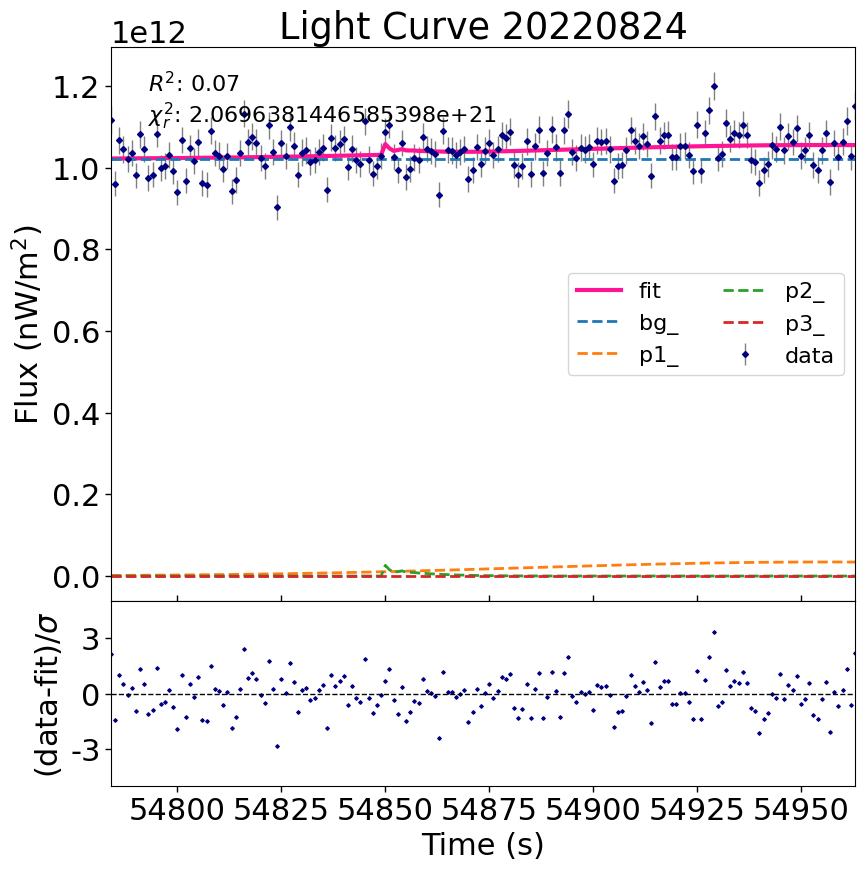 Light Curve 20220824
1e12
R²: 0.07
χ²ᵣ: 2.0696381446585398e+21
Flux (nW/m²)
1.2
1.0
0.8
0.6
0.4
0.2
0.0
fit
bg_
p1_
p2_
p3_
data
(data-fit)/σ
3
0
-3
54800 54825 54850 54875 54900 54925 54950
Time (s)